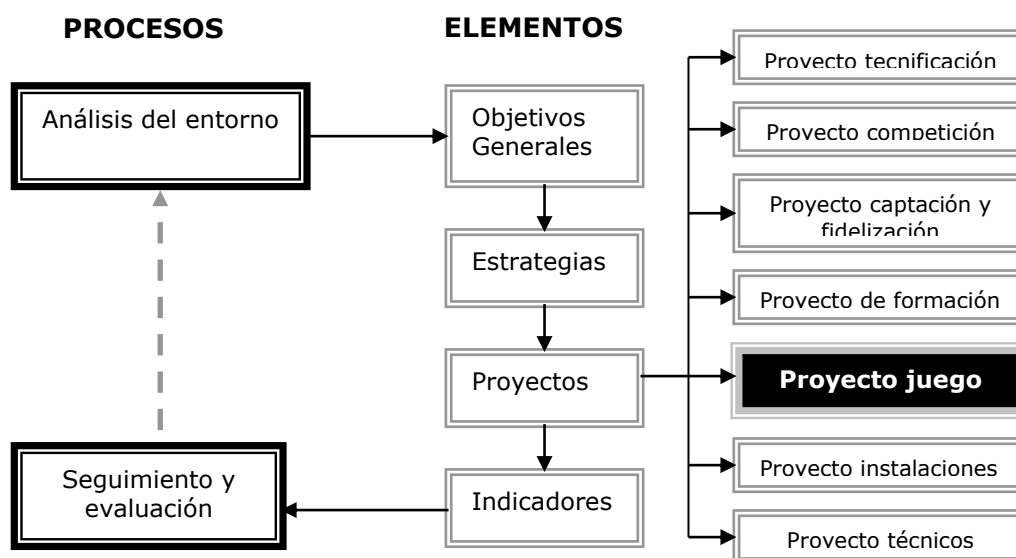 PROCESOS
ELEMENTOS
Análisis del entorno
Objetivos
Generales
Estrategias
Proyectos
Indicadores
Seguimiento y
evaluación
Proyecto tecnificación
Proyecto competición
Proyecto captación y
fidelización
Proyecto de formación
Proyecto juego
Proyecto instalaciones
Proyecto técnicos